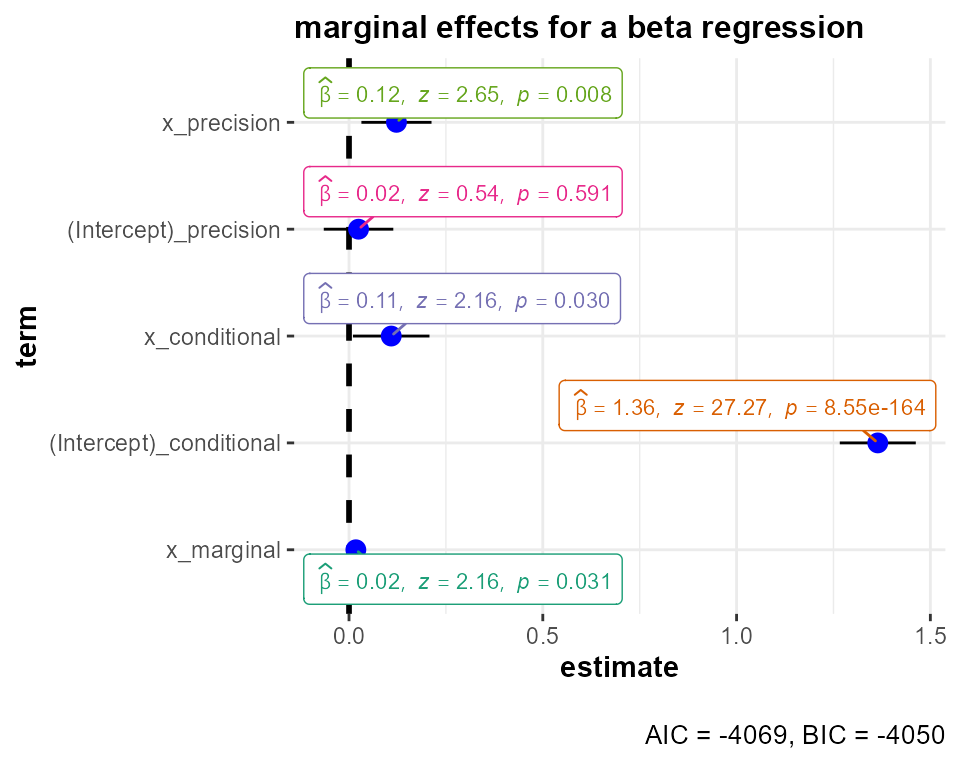 marginal effects for a beta regression
term
x_precision
β̂ = 0.12, z = 2.65, p = 0.008
(Intercept)_precision
β̂ = 0.02, z = 0.54, p = 0.591
x_conditional
β̂ = 0.11, z = 2.16, p = 0.030
(Intercept)_conditional
β̂ = 1.36, z = 27.27, p = 8.55e-164
x_marginal
β̂ = 0.02, z = 2.16, p = 0.031
0.0 0.5 1.0 1.5
estimate
AIC = -4069, BIC = -4050